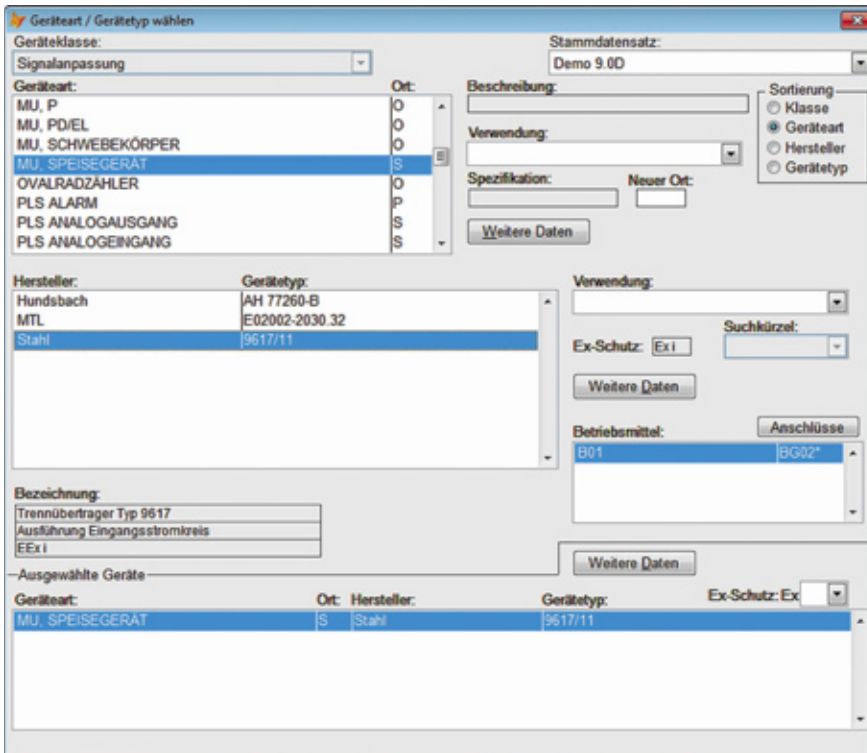 Geräteart / Gerätetyp wählen
Geräteklasse:
Stammdatensatz:
Signalanpassung
Demo 9.0D
Geräteart: Ort:
MU, P O
MU, PD/EL O
MU, SCHWEBEKÖRPER O
MU, SPEISEGERÄT S
OVALRADZÄHLER O
PLS ALARM P
PLS ANALOGAUSGANG S
PLS ANALOGEINGANG S
Beschreibung:
Verwendung:
Spezifikation: Neuer Ort:
Weitere Daten
Sortierung
Klasse
Geräteart
Hersteller
Gerätetyp
Hersteller: Gerätetyp:
Hundsbach AH 77260-B
MTL E02002-2030.32
Stahl 9617/11
Verwendung:
Suchkürzel:
Ex-Schutz: Ex i
Weitere Daten
Betriebsmittel: Anschlüsse
B01 BG02*
Bezeichnung:
Trennübertrager Typ 9617
Ausführung Eingangsstromkreis
EEx i
Weitere Daten
Ausgewählte Geräte
Geräteart: Ort: Hersteller: Gerätetyp: Ex-Schutz: Ex
MU, SPEISEGERÄT S Stahl 9617/11